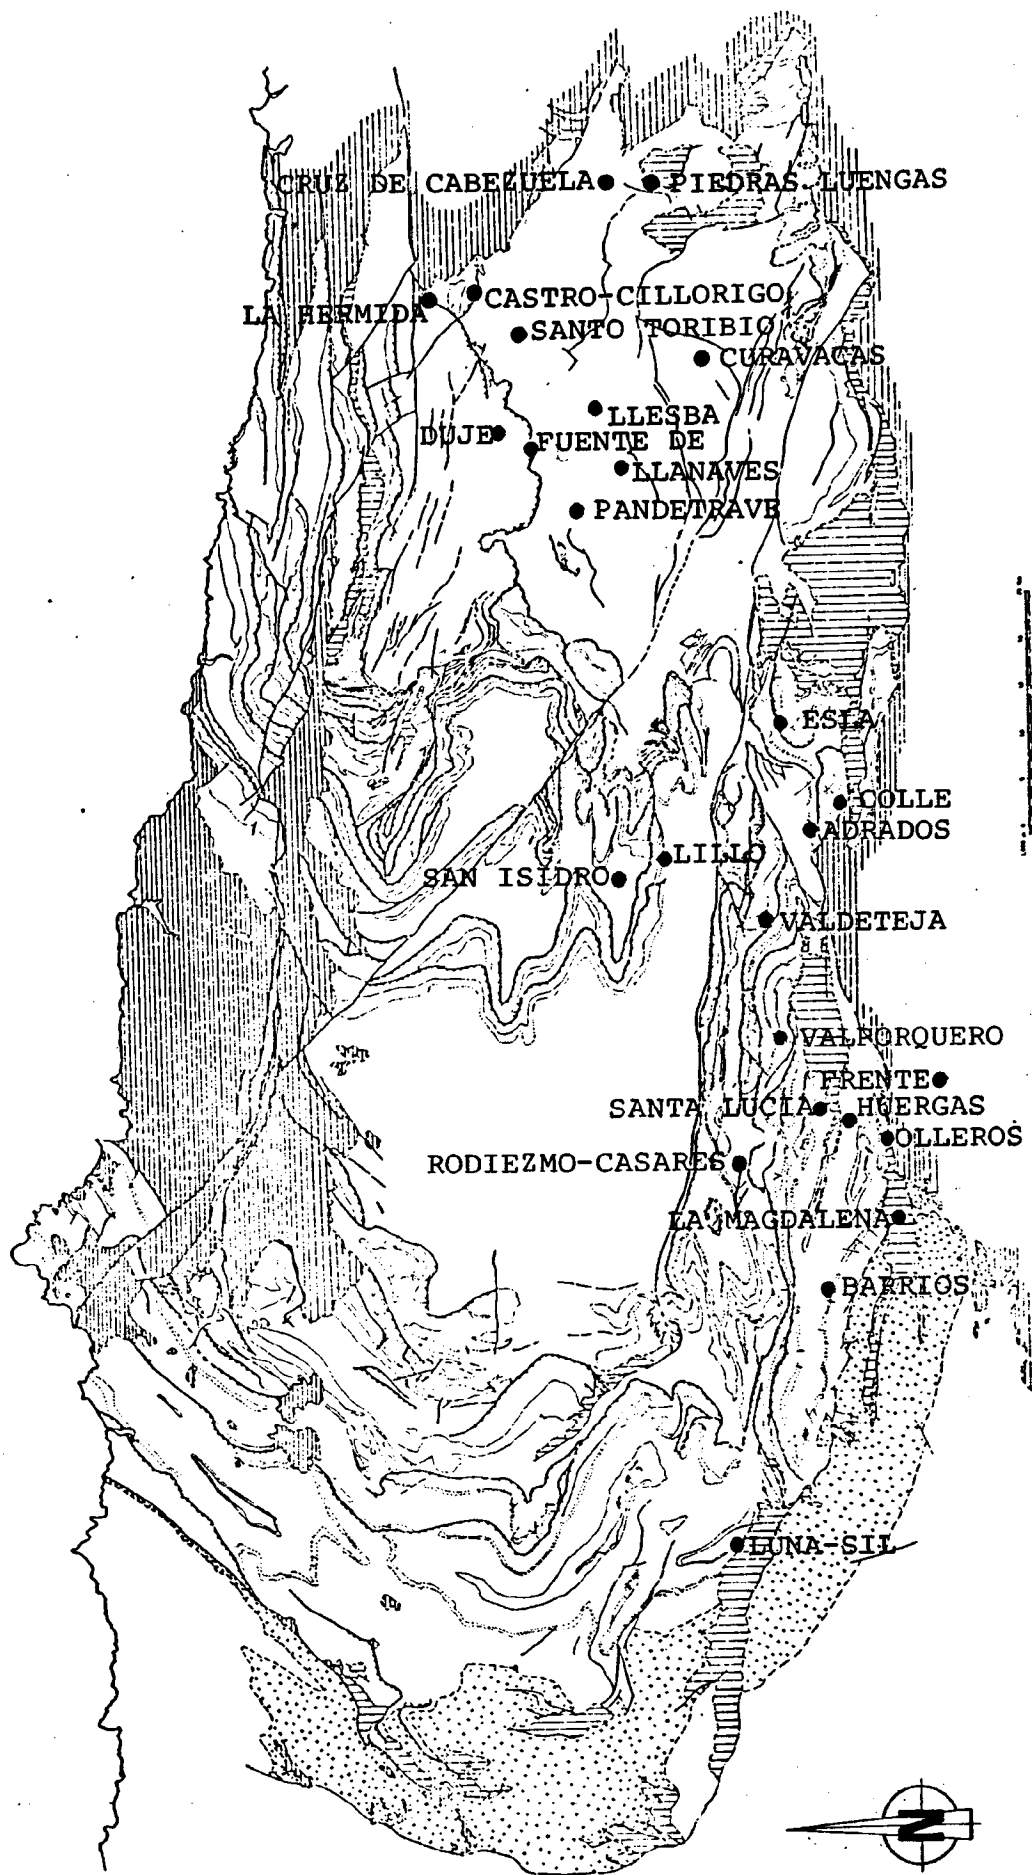 CRUZ DE CABEZUELA
PIEDRAS LUENGAS
CASTRO-CILLORIGO
LA HERMIDA
SANTO TORIBIO
CURAVACAS
LLESBA
DUJE
FUENTE DE
LLANAVES
PANDETRAVE
ESLA
COLLE
ADRADOS
LILLO
SAN ISIDRO
VALDETEJA
VALPORQUERO
FRENTE
SANTA LUCIA
HUERGAS
OLLEROS
RODIEZMO-CASARES
LA MAGDALENA
BARRIOS
LUNA-SIL
N